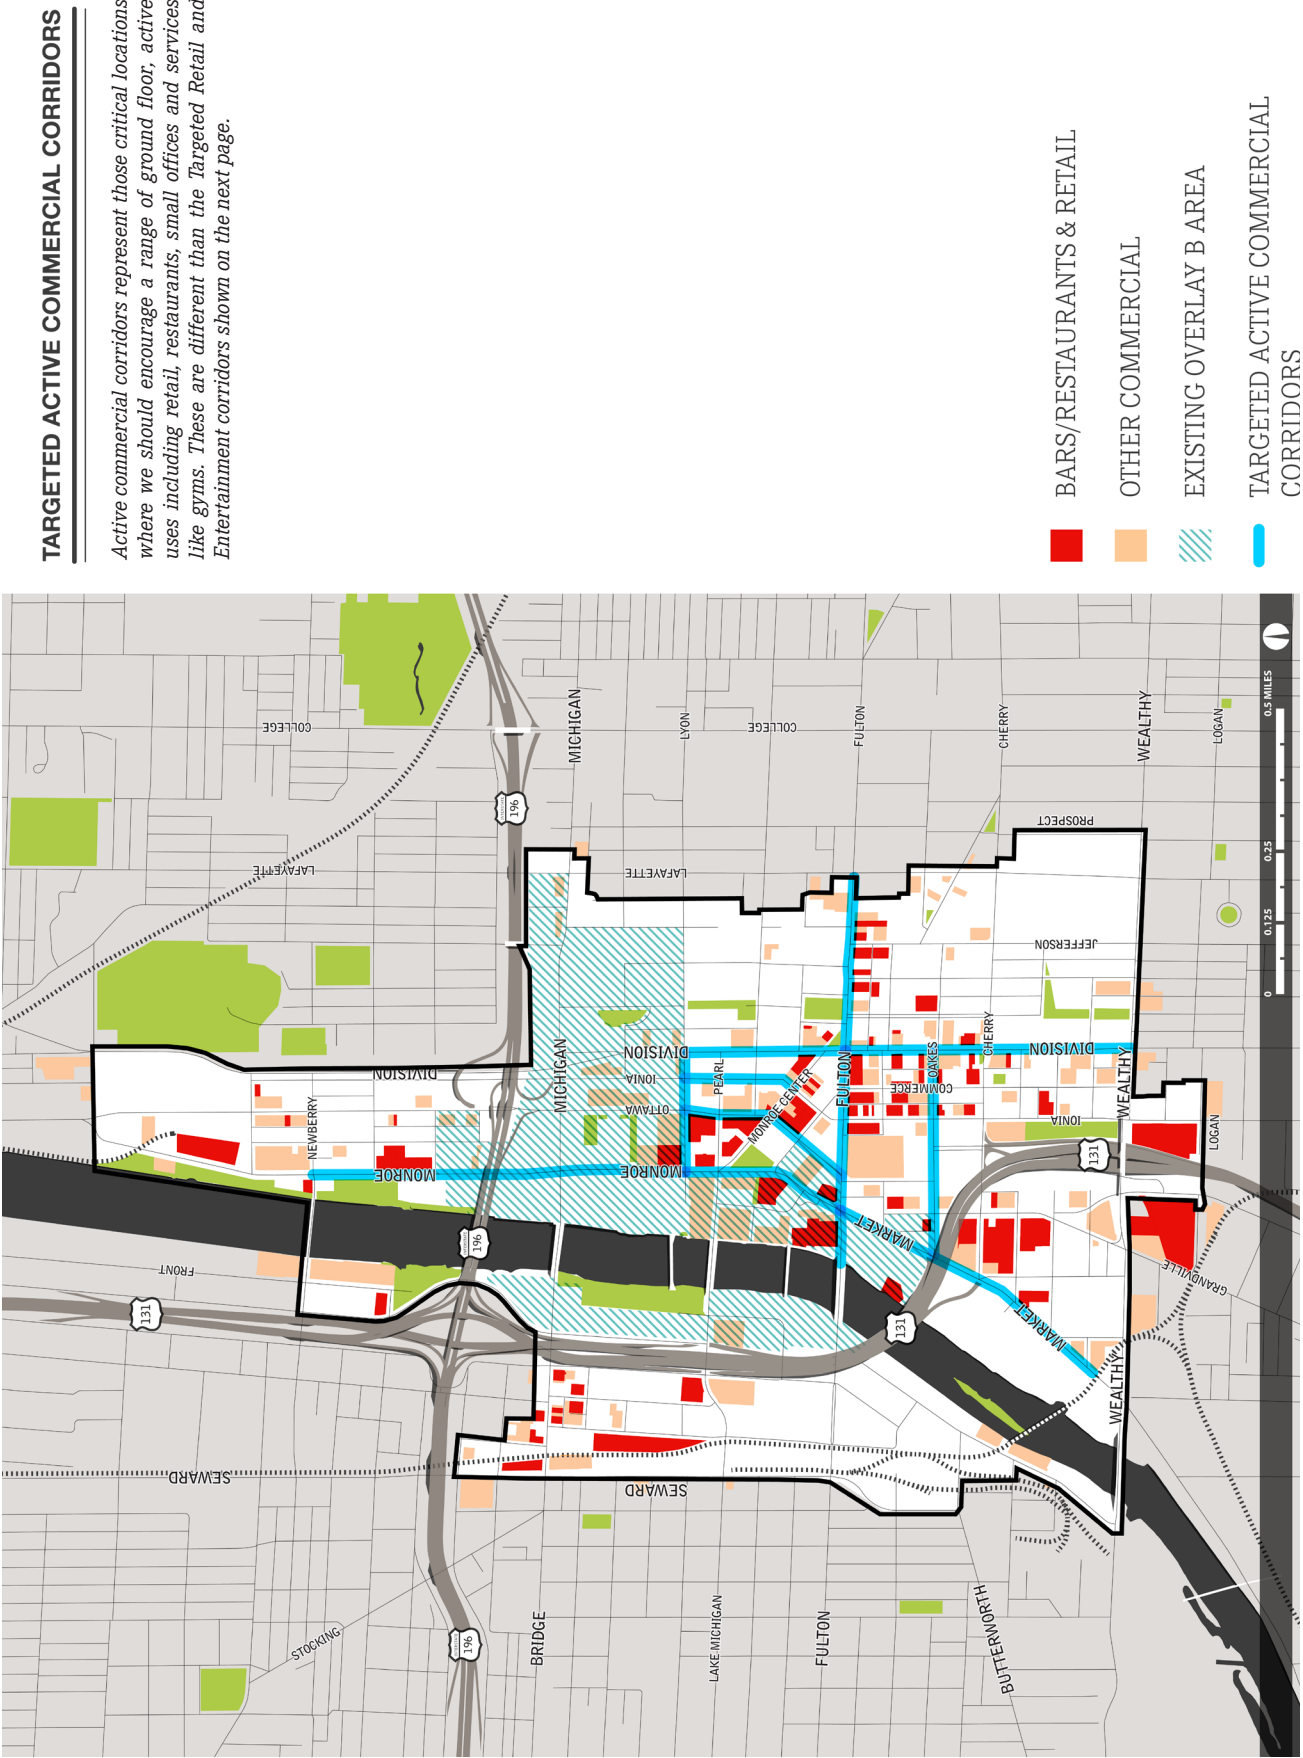 TARGETED ACTIVE COMMERCIAL CORRIDORS
Active commercial corridors represent those critical locations
where we should encourage a range of ground floor, active
uses including retail, restaurants, small offices and services
like gyms. These are different than the Targeted Retail and
Entertainment corridors shown on the next page.
BARS/RESTAURANTS & RETAIL
OTHER COMMERCIAL
EXISTING OVERLAY B AREA
TARGETED ACTIVE COMMERCIAL
CORRIDORS
COLLEGE
MICHIGAN
LYON
COLLEGE
FULTON
CHERRY
WEALTHY
LOGAN
196
LAFAYETTE
LAFAYETTE
PROSPECT
JEFFERSON
DIVISION
MICHIGAN
DIVISION
IONIA
OTTAWA
PEARL
MONROE CENTER
FULTON
OAKES
COMMERCE
CHERRY
DIVISION
IONIA
WEALTHY
LOGAN
NEWBERRY
MONROE
MONROE
MARKET
131
FRONT
131
196
131
MARKET
GRANDVILLE
WEALTHY
SEWARD
SEWARD
STOCKING
196
BRIDGE
LAKE MICHIGAN
FULTON
BUTTERWORTH
0
0.125
0.25
0.5 MILES